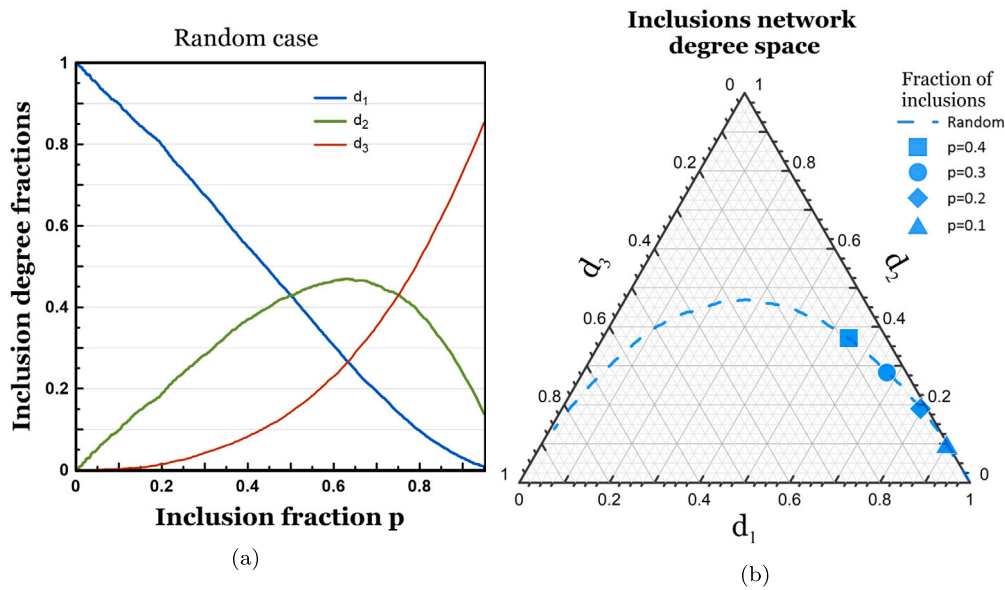 Random case
Inclusion degree fractions
1
0.8
0.6
0.4
0.2
0
d1
d2
d3
0
0.2
0.4
0.6
0.8
Inclusion fraction p
(a)
Inclusions network
degree space
0 1
0.2 0.8
0.4 0.6
0.6 0.4
0.8 0.2
1 0
d3
d2
0 0.2 0.4 0.6 0.8 1
d1
Fraction of
inclusions
Random
p=0.4
p=0.3
p=0.2
p=0.1
(b)